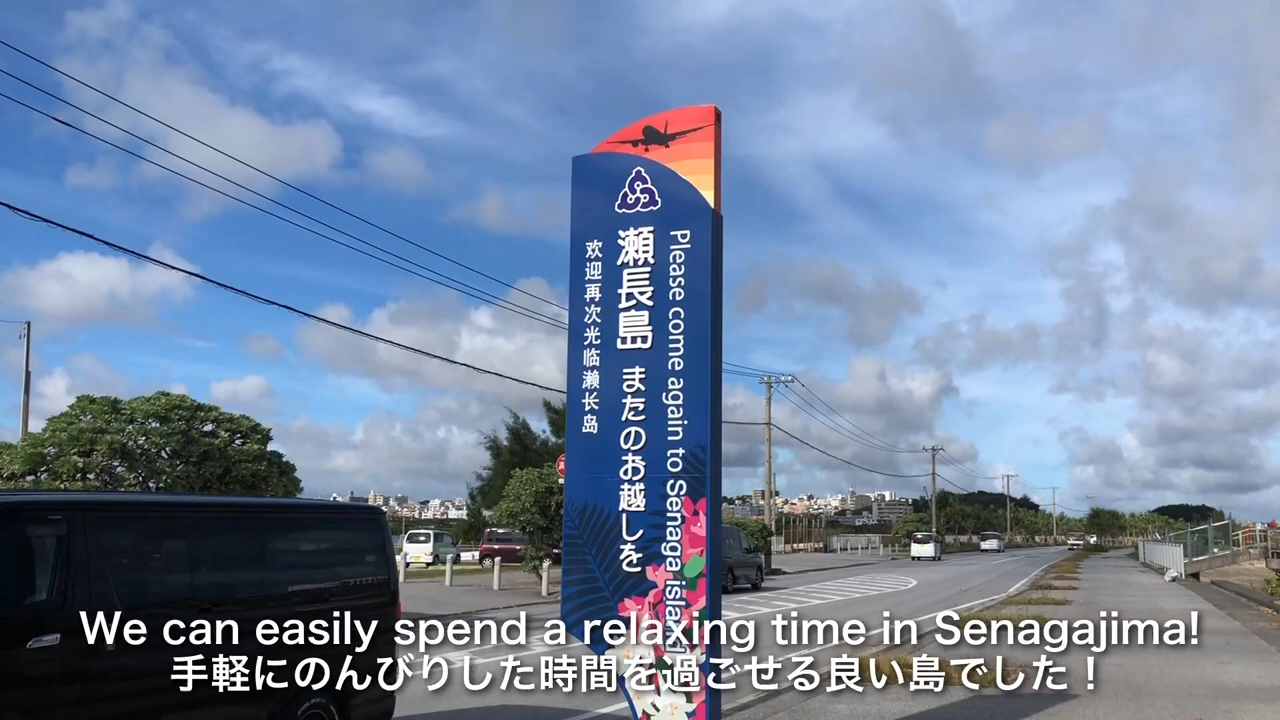 瀬長島 またのお越しを
Please come again to Senaga island
欢迎再次光临濑长岛
We can easily spend a relaxing time in Senagajima!
手軽にのんびりした時間を過ごせる良い島でした！